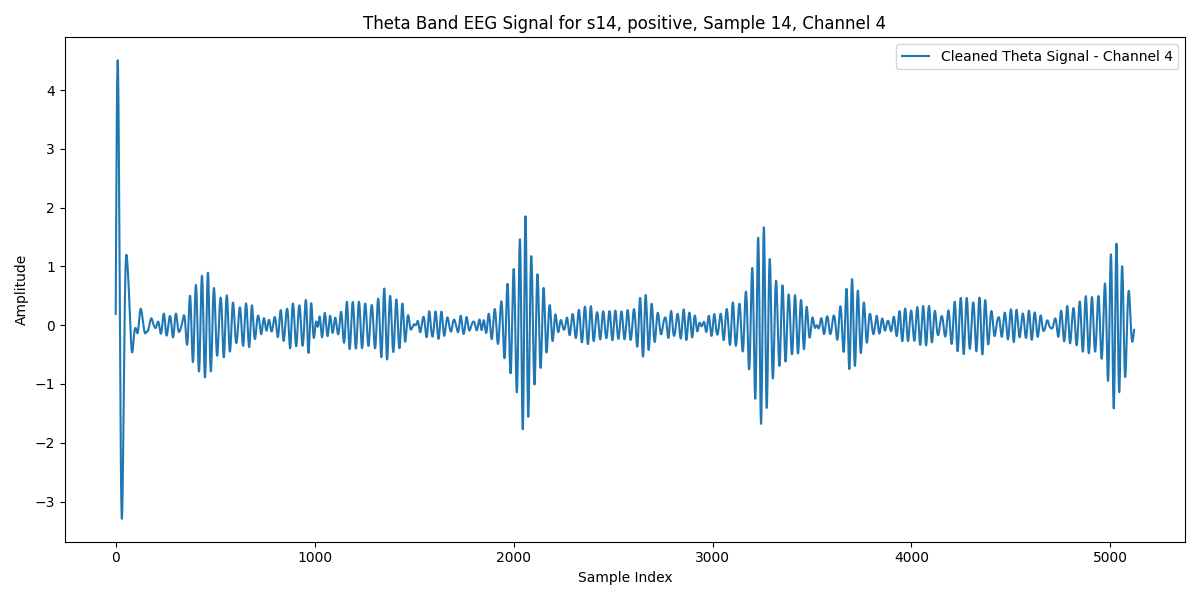 Theta Band EEG Signal for s14, positive, Sample 14, Channel 4
Cleaned Theta Signal - Channel 4
Amplitude
4
3
2
1
0
−1
−2
−3
0 1000 2000 3000 4000 5000
Sample Index